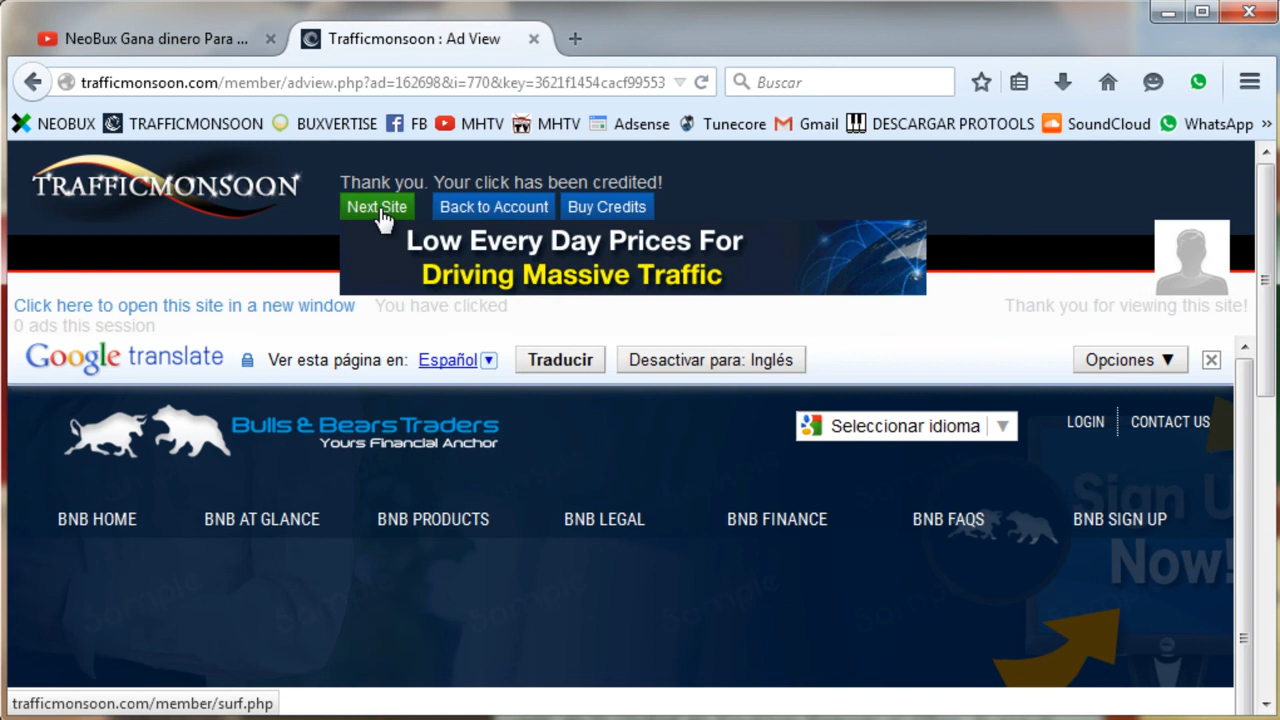 NeoBux Gana dinero Para ...
Trafficmonsoon : Ad View
trafficmonsoon.com/member/adview.php?ad=162698&i=770&key=3621f1454cacf99553
Buscar
NEOBUX TRAFFICMONSOON BUXVERTISE FB MHTV MHTV Adsense Tunecore Gmail DESCARGAR PROTOOLS SoundCloud WhatsApp »
TRAFFICMONSOON
Thank you. Your click has been credited!
Next Site Back to Account Buy Credits
Low Every Day Prices For
Driving Massive Traffic
Click here to open this site in a new window You have clicked Thank you for viewing this site!
0 ads this session
Google translate Ver esta página en: Español Traducir Desactivar para: Inglés Opciones ▼
Bulls & Bears Traders
Yours Financial Anchor
Seleccionar idioma ▼
LOGIN CONTACT US
BNB HOME BNB AT GLANCE BNB PRODUCTS BNB LEGAL BNB FINANCE BNB FAQS BNB SIGN UP
Sign U
Now!
Sample Sample Sample
trafficmonsoon.com/member/surf.php